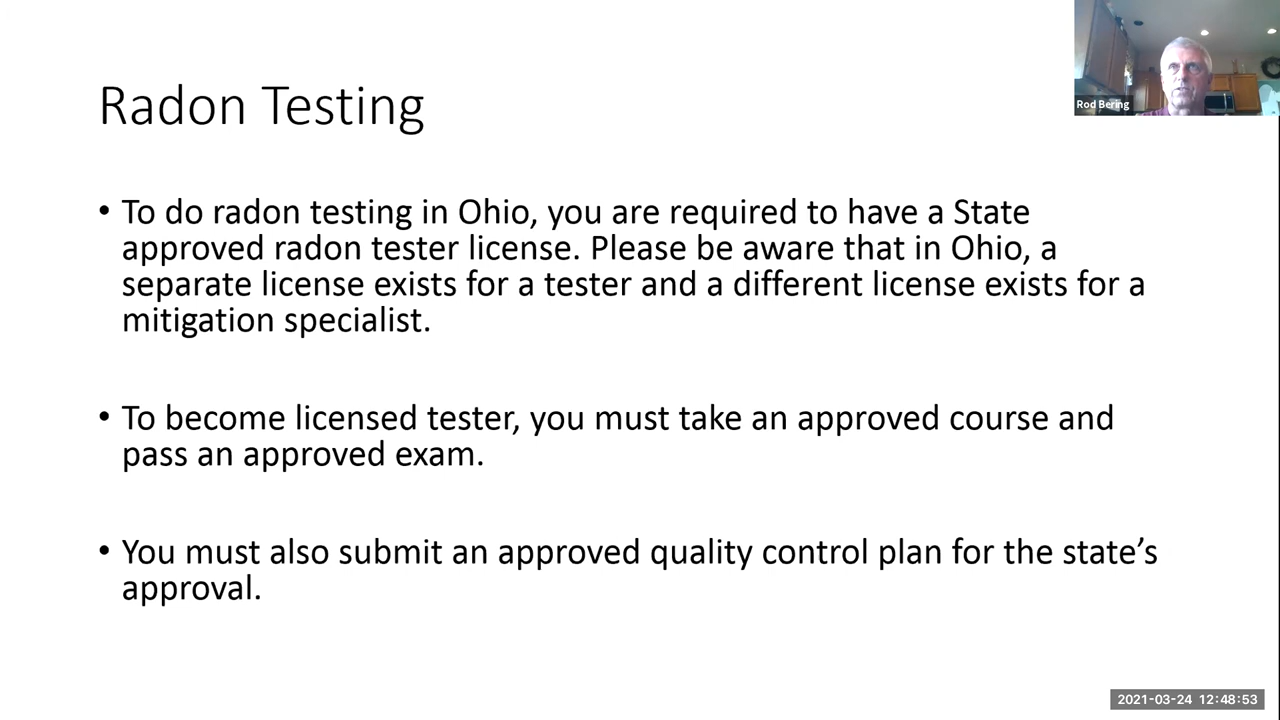 Rod Bering
Radon Testing
• To do radon testing in Ohio, you are required to have a State
approved radon tester license. Please be aware that in Ohio, a
separate license exists for a tester and a different license exists for a
mitigation specialist.
• To become licensed tester, you must take an approved course and
pass an approved exam.
• You must also submit an approved quality control plan for the state’s
approval.
2021-03-24 12:48:53